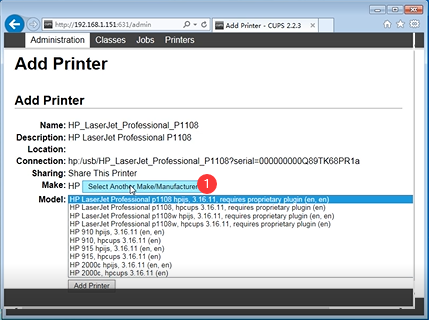 http://192.168.1.151:631/admin
Add Printer - CUPS 2.2.3
Administration Classes Jobs Printers
Add Printer
Add Printer
Name: HP_LaserJet_Professional_P1108
Description: HP LaserJet Professional P1108
Location:
Connection: hp:/usb/HP_LaserJet_Professional_P1108?serial=000000000Q89TK68PR1a
Sharing: Share This Printer
Make: HP Select Another Make/Manufacturer 1
Model: HP LaserJet Professional p1108 hpijs, 3.16.11, requires proprietary plugin (en, en)
HP LaserJet Professional p1108, hpcups 3.16.11, requires proprietary plugin (en)
HP LaserJet Professional p1108w hpijs, 3.16.11, requires proprietary plugin (en, en)
HP LaserJet Professional p1108w, hpcups 3.16.11, requires proprietary plugin (en)
HP 910 hpijs, 3.16.11 (en, en)
HP 910, hpcups 3.16.11 (en)
HP 915 hpijs, 3.16.11 (en, en)
HP 915, hpcups 3.16.11 (en)
HP 2000c hpijs, 3.16.11 (en, en)
HP 2000c, hpcups 3.16.11 (en)
Add Printer